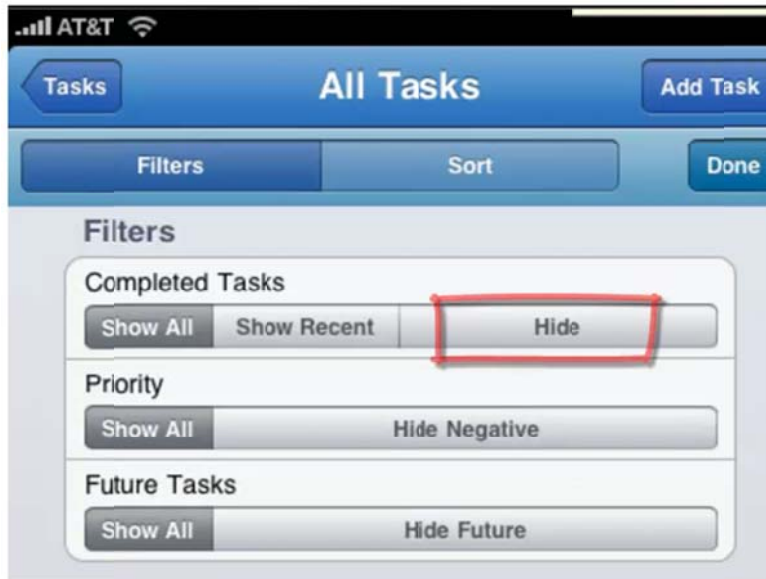 AT&T
Tasks All Tasks Add Task
Filters Sort Done
Filters
Completed Tasks
Show All Show Recent Hide
Priority
Show All Hide Negative
Future Tasks
Show All Hide Future